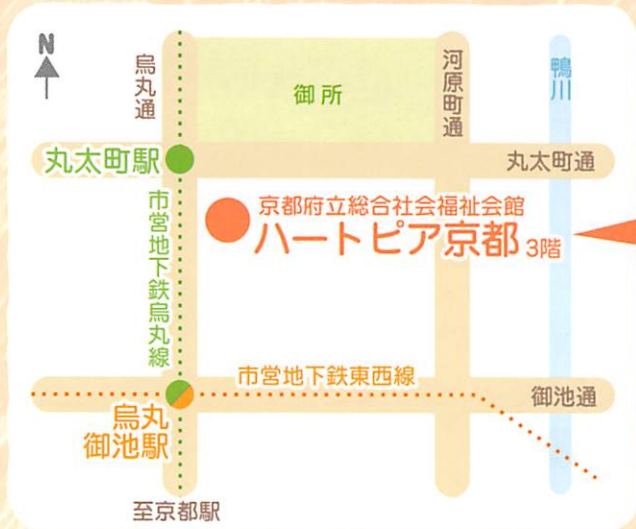 N
烏丸通
御所
河原町通
鴨川
丸太町駅
丸太町通
京都府立総合社会福祉会館
ハートピア京都 3階
市営地下鉄烏丸線
市営地下鉄東西線
御池通
烏丸
御池駅
至京都駅